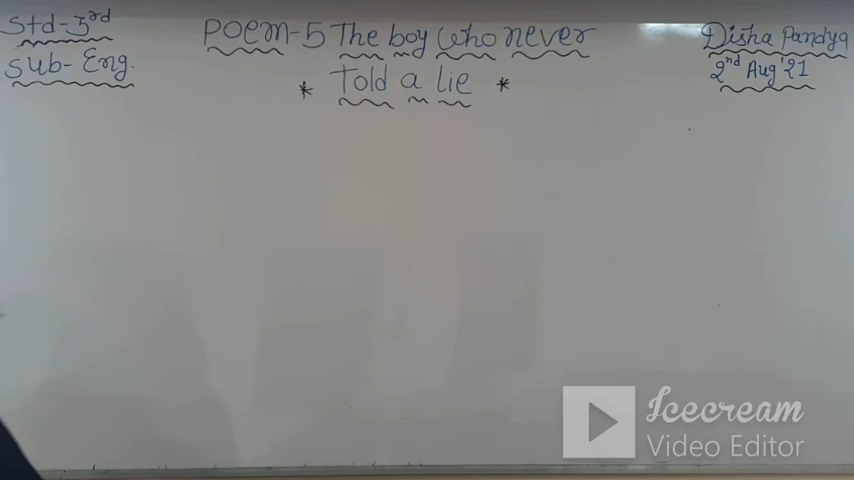 Std-3rd
Sub- Eng.
Poem-5 The boy who never
* Told a lie *
Disha Pandya
2nd Aug'21
Icecream
Video Editor